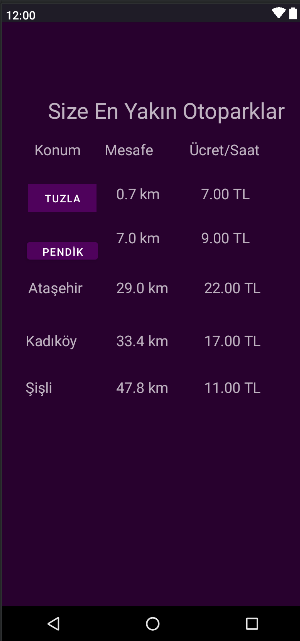 12:00
Size En Yakın Otoparklar
Konum Mesafe Ücret/Saat
TUZLA 0.7 km 7.00 TL
PENDİK 7.0 km 9.00 TL
Ataşehir 29.0 km 22.00 TL
Kadıköy 33.4 km 17.00 TL
Şişli 47.8 km 11.00 TL